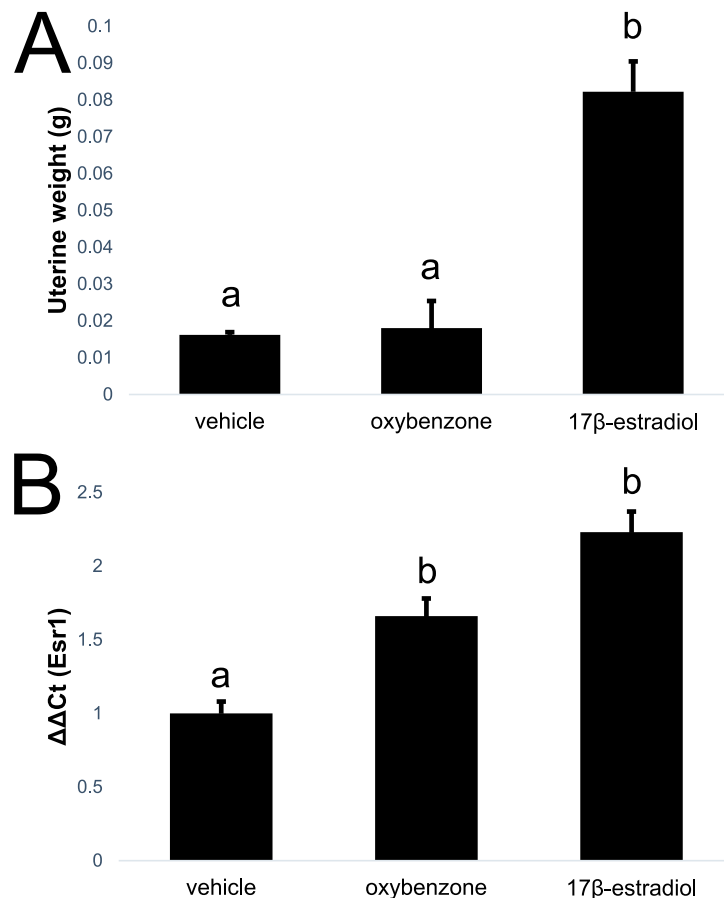 A
Uterine weight (g)
0.1
0.09
0.08
0.07
0.06
0.05
0.04
0.03
0.02
0.01
0
a
a
b
vehicle
oxybenzone
17β-estradiol
B
ΔΔCt (Esr1)
2.5
2
1.5
1
0.5
0
a
b
b
vehicle
oxybenzone
17β-estradiol